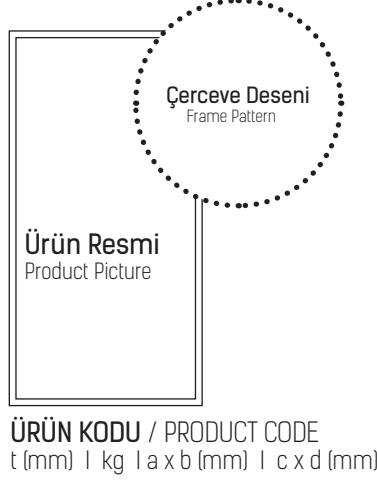 Çerceve Deseni
Frame Pattern
Ürün Resmi
Product Picture
ÜRÜN KODU / PRODUCT CODE
t (mm) I kg I a x b (mm) I c x d (mm)